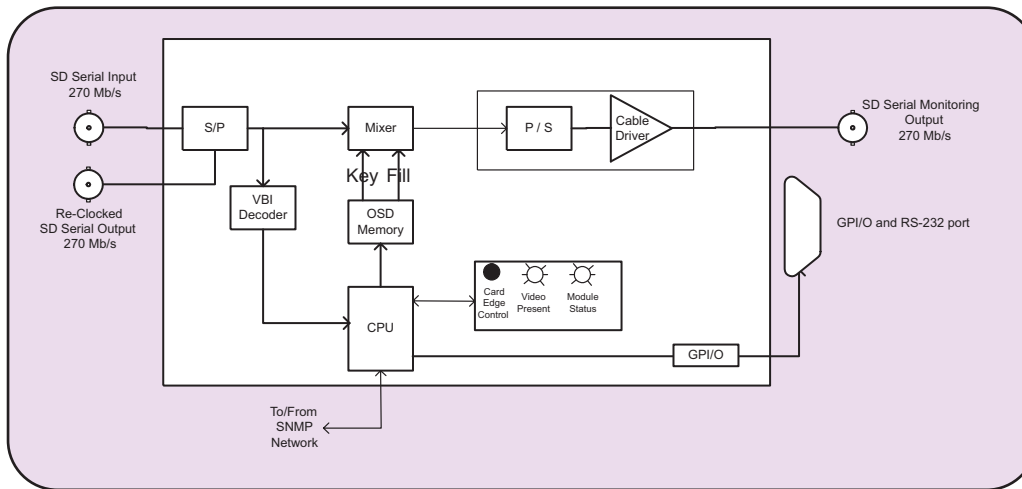 SD Serial Input
270 Mb/s
S/P
Mixer
P / S
Cable
Driver
SD Serial Monitoring
Output
270 Mb/s
Key Fill
Re-Clocked
SD Serial Output
270 Mb/s
VBI
Decoder
OSD
Memory
GPI/O and RS-232 port
Card
Edge
Control
Video
Present
Module
Status
CPU
GPI/O
To/From
SNMP
Network